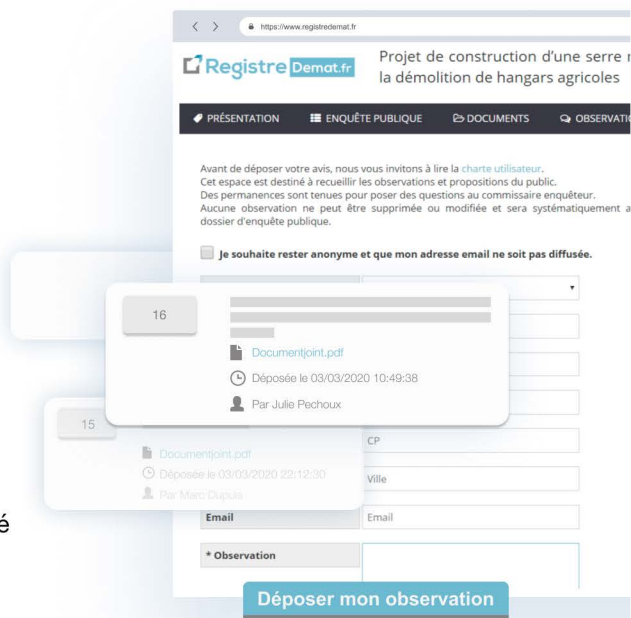 https://www.registredemat.fr
Registre Demat.fr
Projet de construction d'une serre
la démolition de hangars agricoles
PRÉSENTATION
ENQUÊTE PUBLIQUE
DOCUMENTS
Avant de déposer votre avis, nous vous invitons à lire la charte utilisateur.
Cet espace est destiné à recueillir les observations et propositions du public.
Des permanences sont tenues pour poser des questions au commissaire enquêteur.
Aucune observation ne peut être supprimée ou modifiée et sera systématiquement
dossier d'enquête publique.
Je souhaite rester anonyme et que mon adresse email ne soit pas diffusée.
16
Documentjoint.pdf
Déposée le 03/03/2020 10:49:38
Par Julie Pechoux
15
Documentjoint.pdf
Déposée le 03/03/2020 22:12:30
Par Marc Dupuis
CP
Ville
é
Email
Email
* Observation
Déposer mon observation